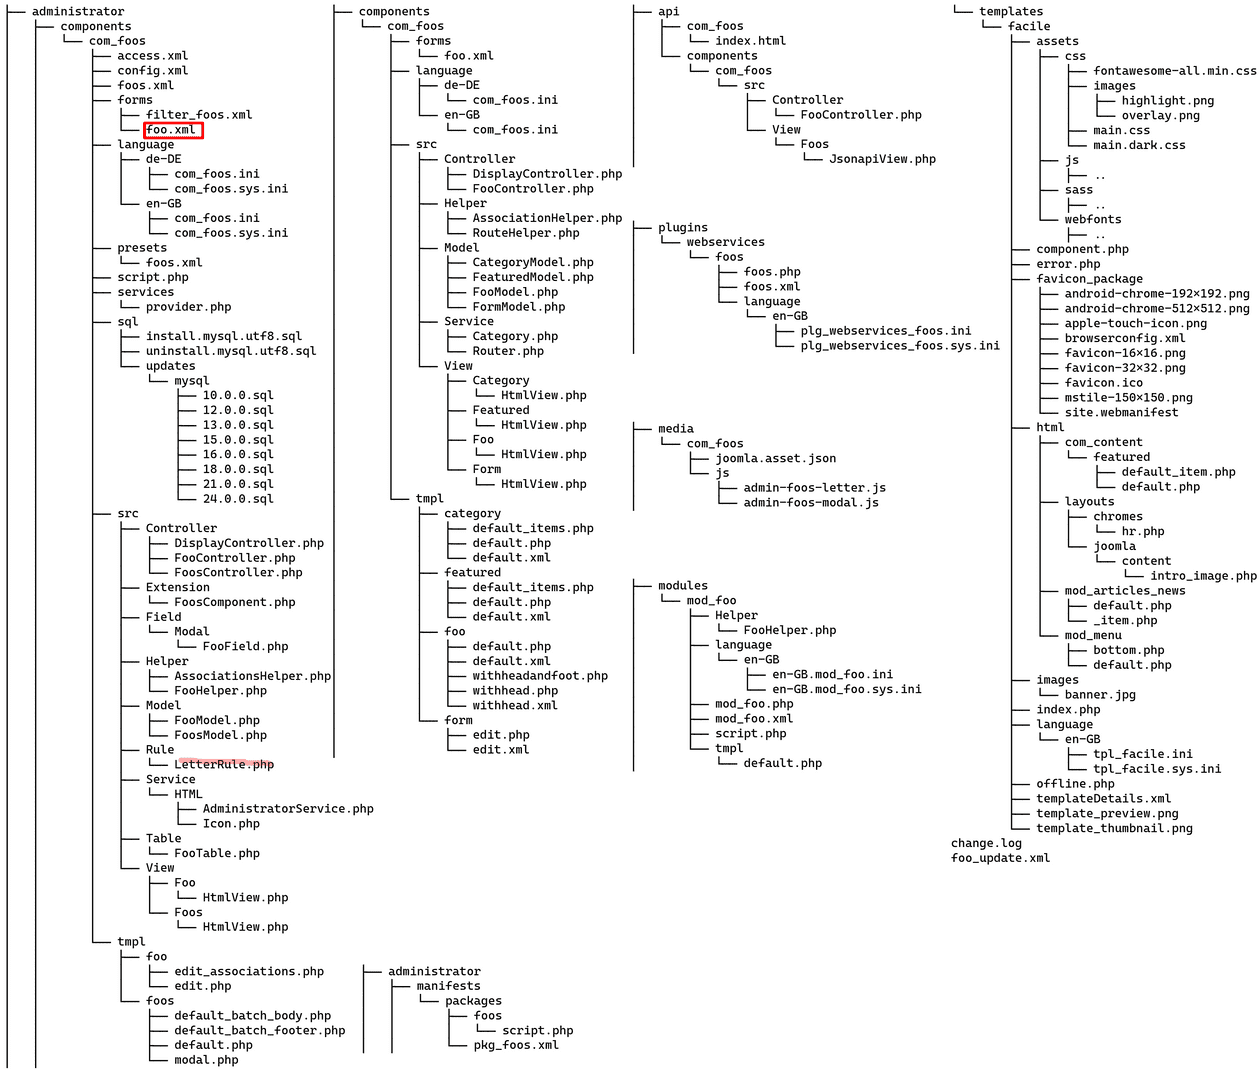 administrator
components
com_foos
access.xml
config.xml
foos.xml
forms
filter_foos.xml
foo.xml
language
de-DE
com_foos.ini
com_foos.sys.ini
en-GB
com_foos.ini
com_foos.sys.ini
presets
foos.xml
script.php
services
provider.php
sql
install.mysql.utf8.sql
uninstall.mysql.utf8.sql
updates
mysql
10.0.0.sql
12.0.0.sql
13.0.0.sql
15.0.0.sql
16.0.0.sql
18.0.0.sql
21.0.0.sql
24.0.0.sql
src
Controller
DisplayController.php
FooController.php
FoosController.php
Extension
FoosComponent.php
Field
Modal
FooField.php
Helper
AssociationsHelper.php
FooHelper.php
Model
FooModel.php
FoosModel.php
Rule
LetterRule.php
Service
HTML
AdministratorService.php
Icon.php
Table
FooTable.php
View
Foo
HtmlView.php
Foos
HtmlView.php
tmpl
foo
edit_associations.php
edit.php
foos
default_batch_body.php
default_batch_footer.php
default.php
modal.php
components
com_foos
forms
foo.xml
language
de-DE
com_foos.ini
en-GB
com_foos.ini
src
Controller
DisplayController.php
FooController.php
Helper
AssociationHelper.php
RouteHelper.php
Model
CategoryModel.php
FeaturedModel.php
FooModel.php
FormModel.php
Service
Category.php
Router.php
View
Category
HtmlView.php
Featured
HtmlView.php
Foo
HtmlView.php
Form
HtmlView.php
tmpl
category
default_items.php
default.php
default.xml
featured
default_items.php
default.php
default.xml
foo
default.php
default.xml
withheadandfoot.php
withhead.php
withhead.xml
form
edit.php
edit.xml
administrator
manifests
packages
foos
script.php
pkg_foos.xml
api
com_foos
index.html
components
com_foos
src
Controller
FooController.php
View
Foos
JsonapiView.php
plugins
webservices
foos
foos.php
foos.xml
language
en-GB
plg_webservices_foos.ini
plg_webservices_foos.sys.ini
media
com_foos
joomla.asset.json
js
admin-foos-letter.js
admin-foos-modal.js
modules
mod_foo
Helper
FooHelper.php
language
en-GB
en-GB.mod_foo.ini
en-GB.mod_foo.sys.ini
mod_foo.php
mod_foo.xml
script.php
tmpl
default.php
templates
facile
assets
css
fontawesome-all.min.css
images
highlight.png
overlay.png
main.css
main.dark.css
js
..
sass
..
webfonts
..
component.php
error.php
favicon_package
android-chrome-192×192.png
android-chrome-512×512.png
apple-touch-icon.png
browserconfig.xml
favicon-16×16.png
favicon-32×32.png
favicon.ico
mstile-150×150.png
site.webmanifest
html
com_content
featured
default_item.php
default.php
layouts
chromes
hr.php
joomla
content
intro_image.php
mod_articles_news
default.php
_item.php
mod_menu
bottom.php
default.php
images
banner.jpg
index.php
language
en-GB
tpl_facile.ini
tpl_facile.sys.ini
offline.php
templateDetails.xml
template_preview.png
template_thumbnail.png
change.log
foo_update.xml